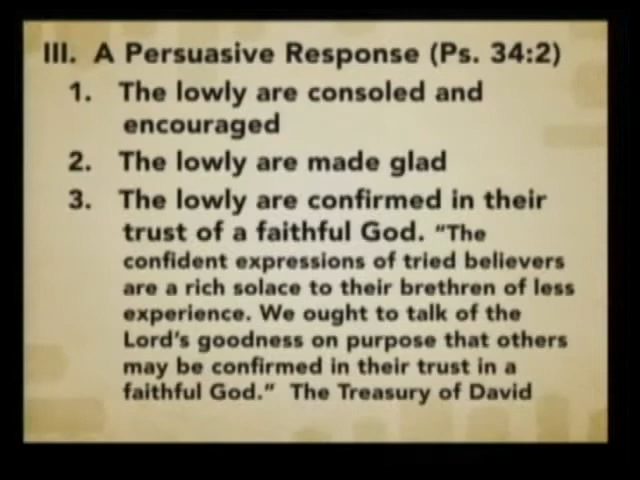 III. A Persuasive Response (Ps. 34:2)
1. The lowly are consoled and
encouraged
2. The lowly are made glad
3. The lowly are confirmed in their
trust of a faithful God. "The
confident expressions of tried believers
are a rich solace to their brethren of less
experience. We ought to talk of the
Lord's goodness on purpose that others
may be confirmed in their trust in a
faithful God." The Treasury of David